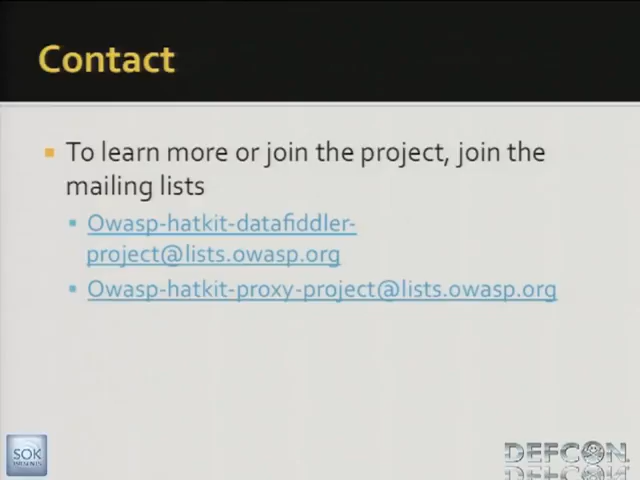 Contact
To learn more or join the project, join the
mailing lists
Owasp-hatkit-datafiddler-
project@lists.owasp.org
Owasp-hatkit-proxy-project@lists.owasp.org
SOK
DEFCON